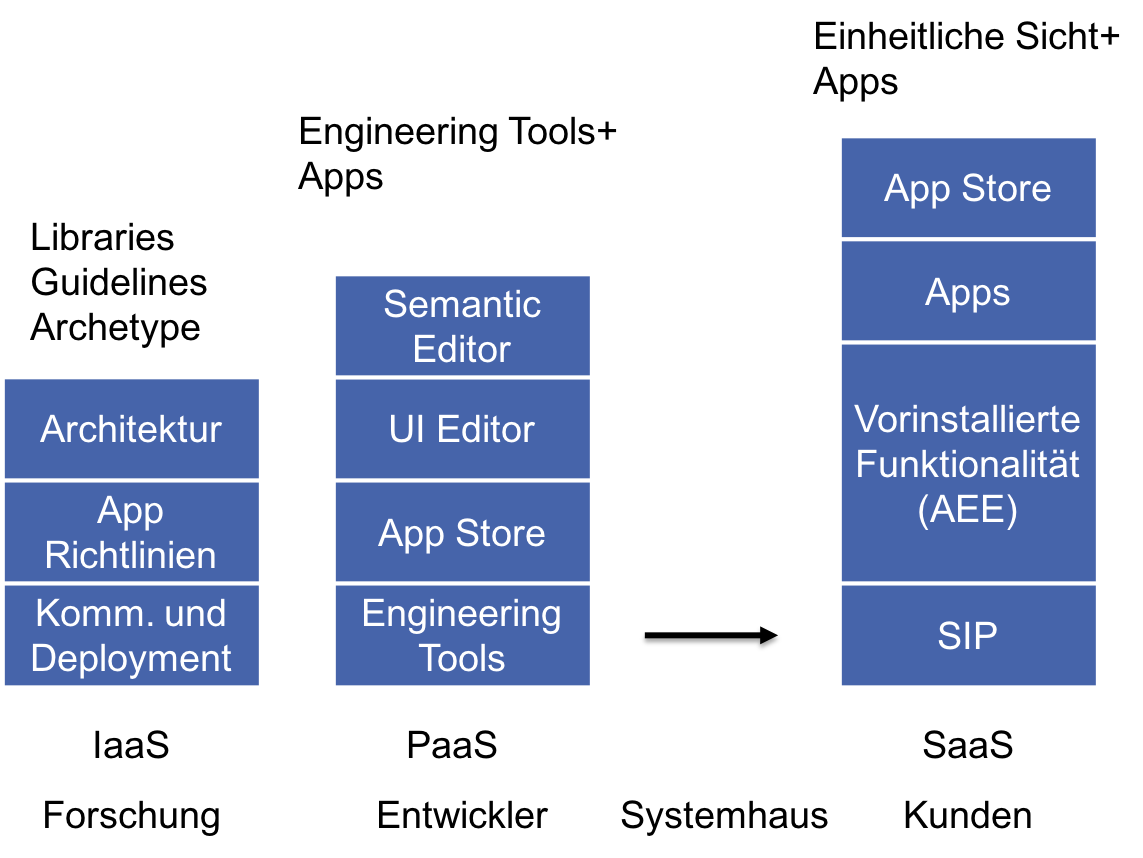 Libraries
Guidelines
Archetype
Architektur
App
Richtlinien
Komm. und
Deployment
IaaS
Forschung
Engineering Tools+
Apps
Semantic
Editor
UI Editor
App Store
Engineering
Tools
PaaS
Entwickler
Systemhaus
Einheitliche Sicht+
Apps
App Store
Apps
Vorinstallierte
Funktionalität
(AEE)
SIP
SaaS
Kunden